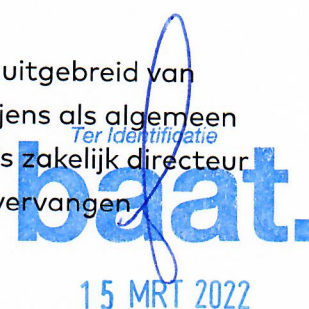 uitgebreid van
jens als algemeen
Ter Identificatie
s zakelijk directeur
vervangen
baat.
15 MRT 2022